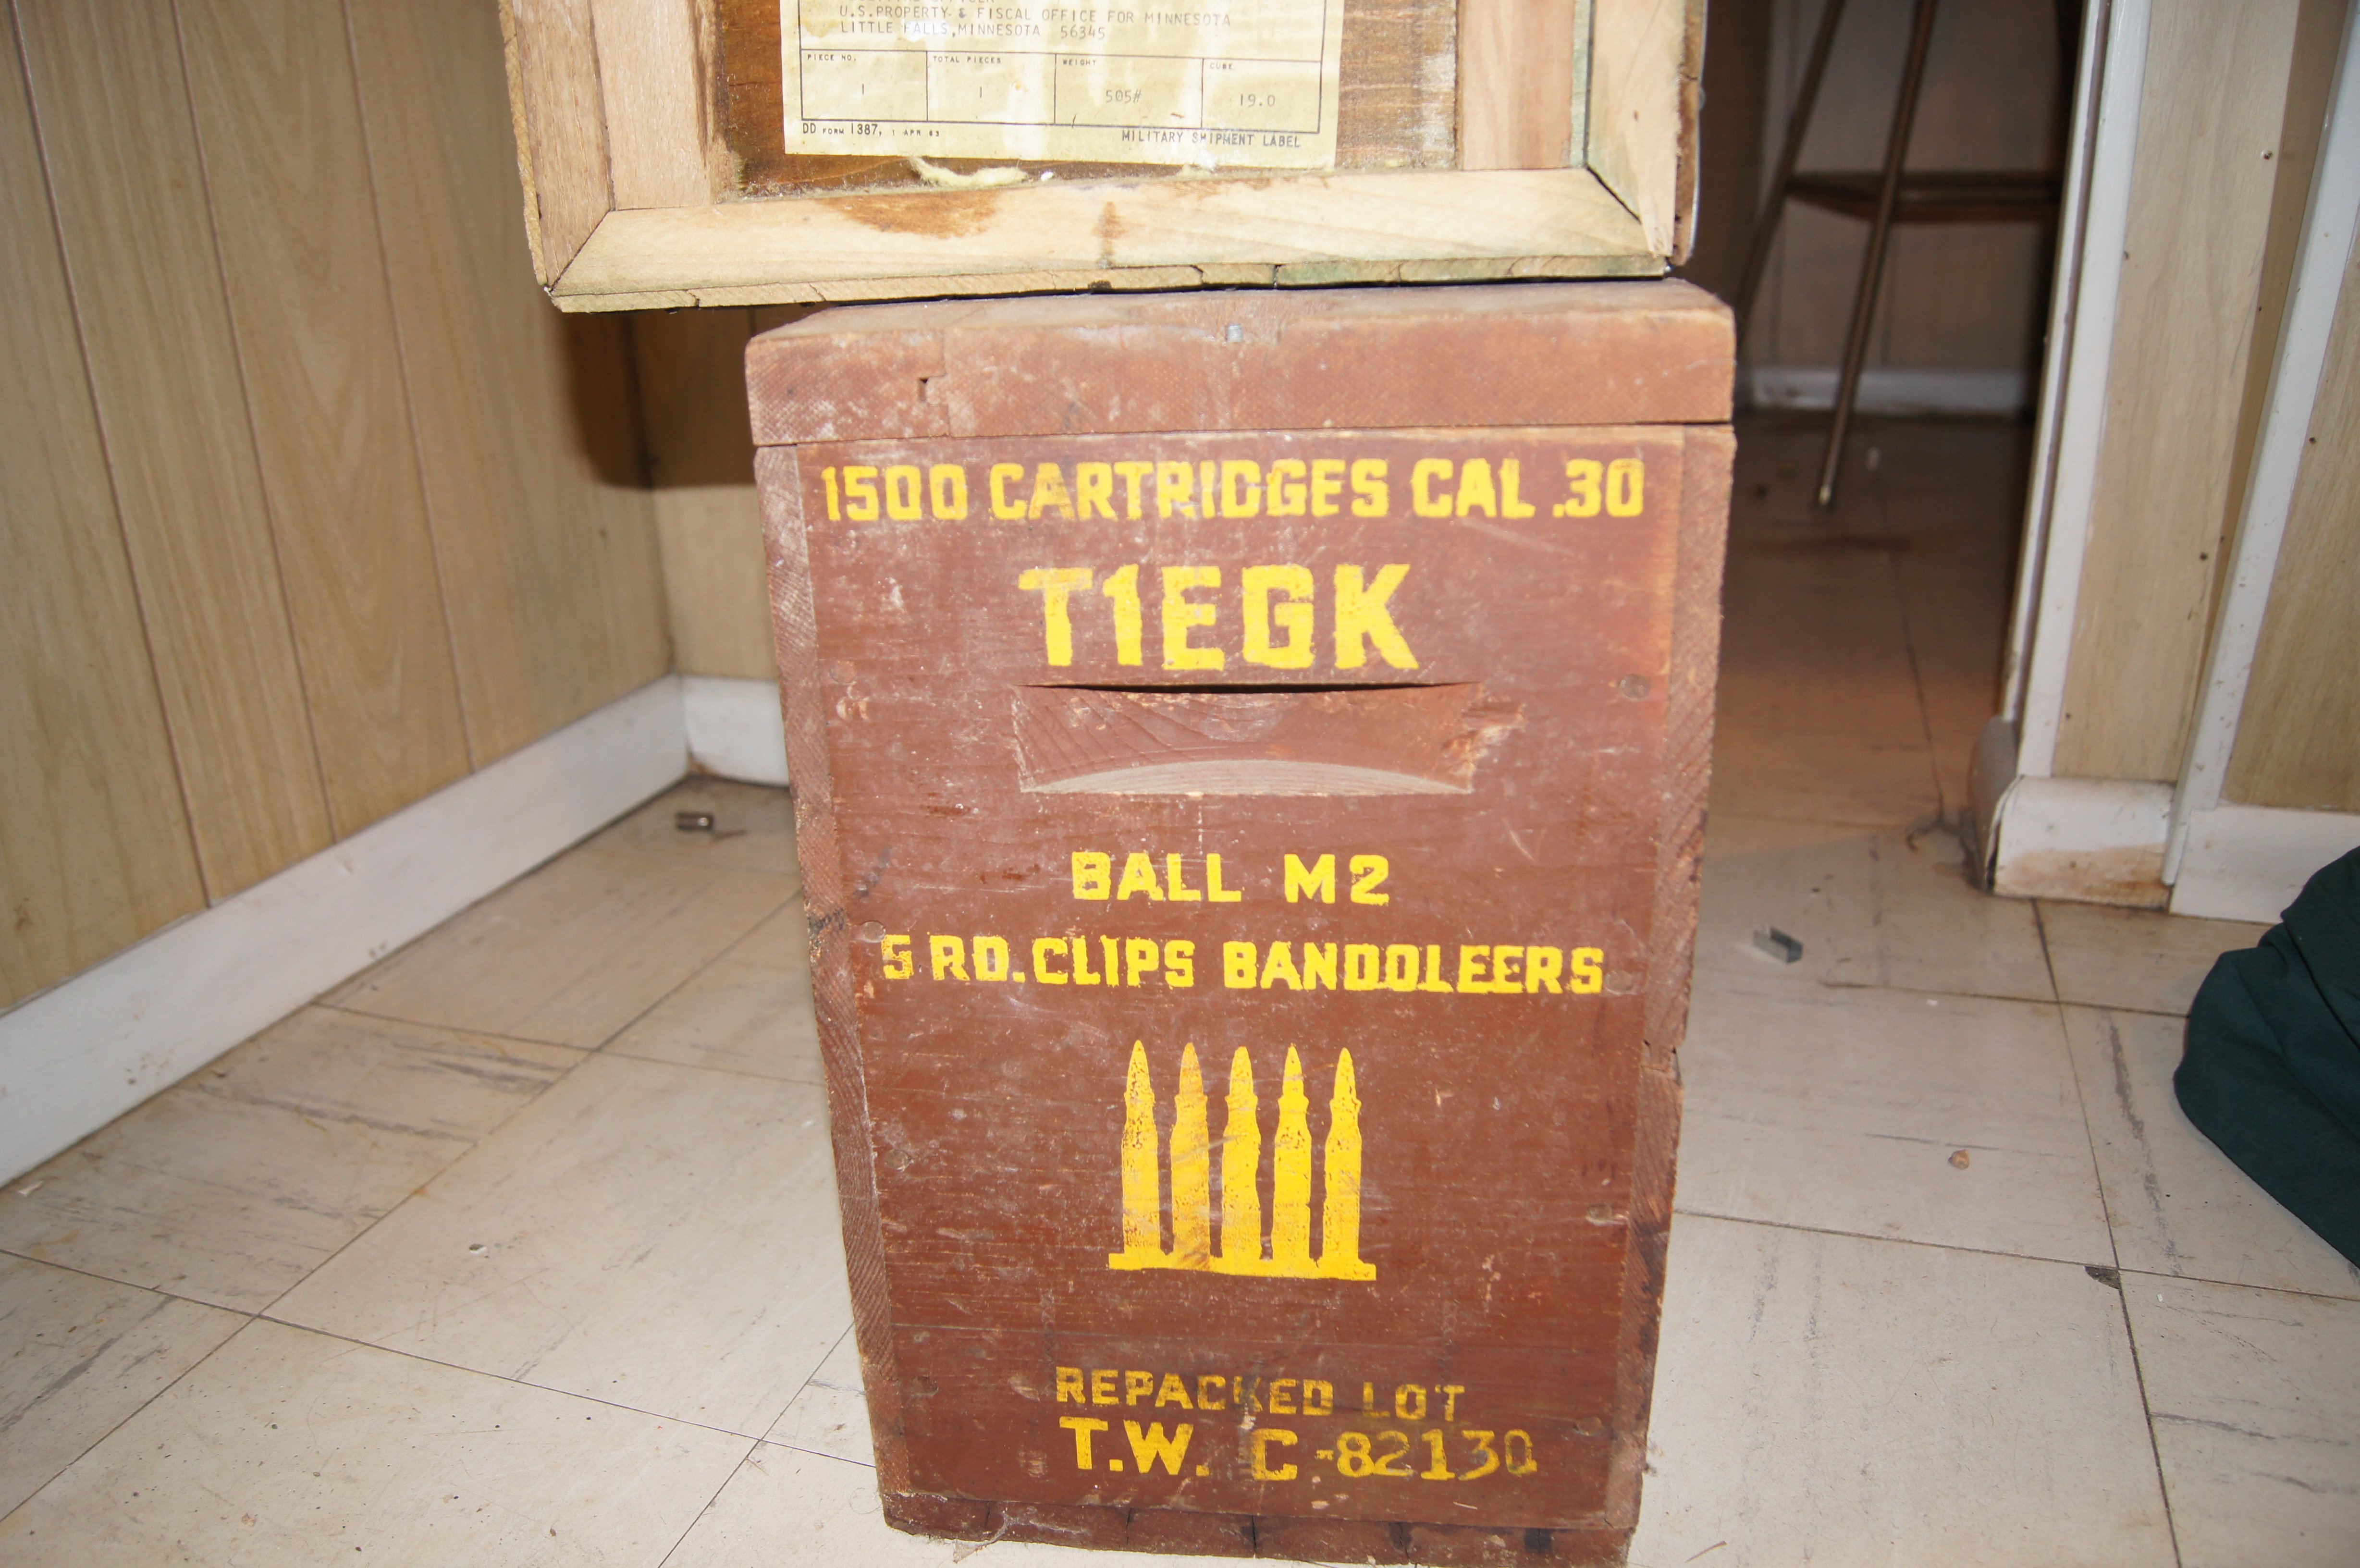 U.S.PROPERTY & FISCAL OFFICE FOR MINNESOTA
LITTLE FALLS,MINNESOTA 56345
PIECE NO. TOTAL PIECES WEIGHT CUBE
1 1 505# 19.0
DD FORM 1387, 1 APR 63 MILITARY SHIPMENT LABEL
1500 CARTRIDGES CAL .30
T1EGK
BALL M2
5 RD. CLIPS BANDOLEERS
REPACKED LOT
T.W. C-82130